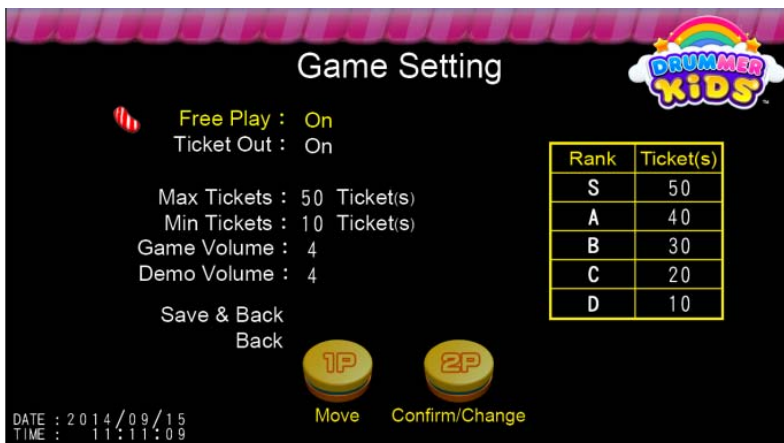 Game Setting
DRUMMER
KiDS™
Free Play : On
Ticket Out : On
Max Tickets : 50 Ticket(s)
Min Tickets : 10 Ticket(s)
Game Volume : 4
Demo Volume : 4
Save & Back
Back
Rank Ticket(s)
S 50
A 40
B 30
C 20
D 10
1P 2P
Move Confirm/Change
DATE : 2014/09/15
TIME : 11:11:09